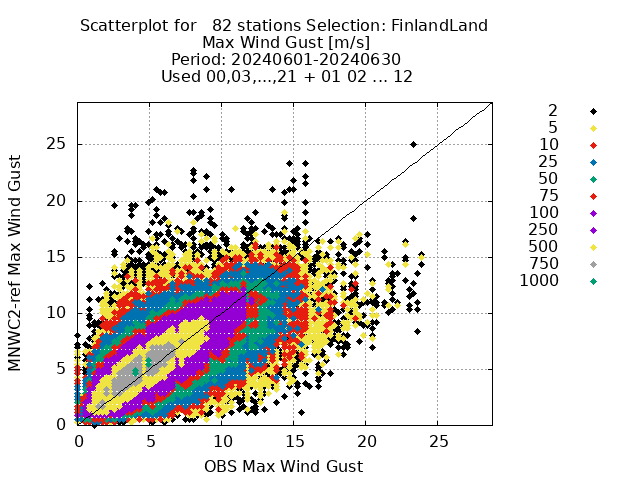 Scatterplot for   82 stations Selection: FinlandLand
Max Wind Gust [m/s]
Period: 20240601-20240630
Used 00,03,...,21 + 01 02 ... 12
MNWC2-ref Max Wind Gust
25
20
15
10
5
0
0 5 10 15 20 25
OBS Max Wind Gust
2
5
10
25
50
75
100
250
500
750
1000